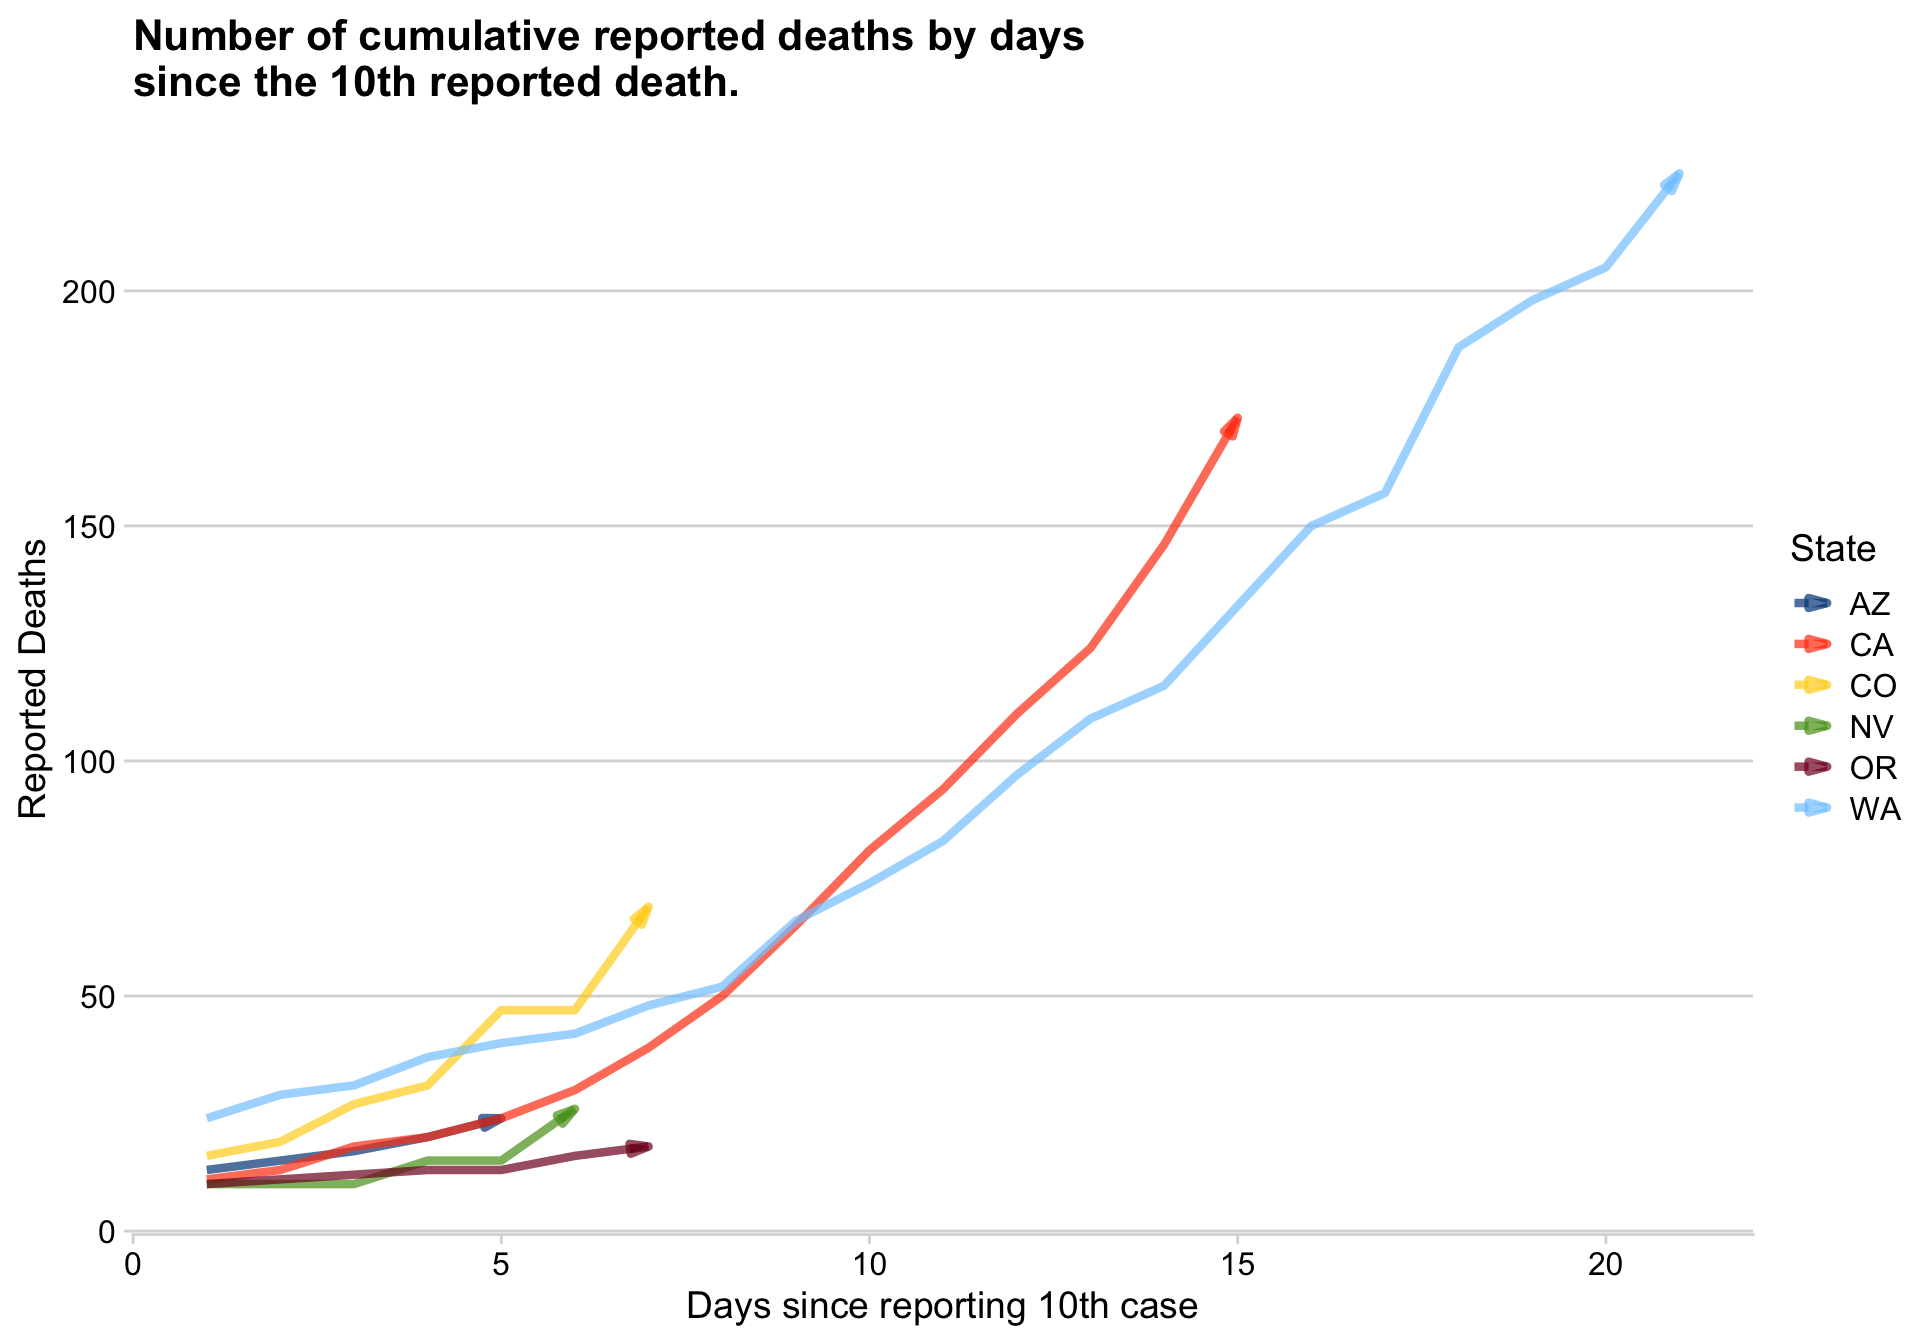 Number of cumulative reported deaths by days
since the 10th reported death.
200
150
100
50
0
Reported Deaths
0 5 10 15 20
Days since reporting 10th case
State
AZ
CA
CO
NV
OR
WA